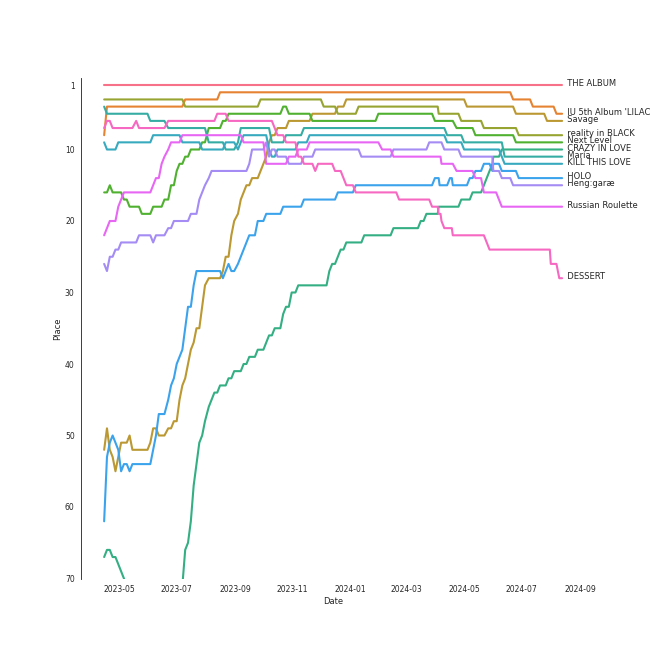 1
10
20
30
40
50
60
70
Place
2023-05
2023-07
2023-09
2023-11
2024-01
2024-03
2024-05
2024-07
2024-09
Date
THE ALBUM
IU 5th Album 'LILAC
Savage
reality in BLACK
Next Level
CRAZY IN LOVE
Maria
KILL THIS LOVE
HOLO
Heng:garæ
Russian Roulette
DESSERT